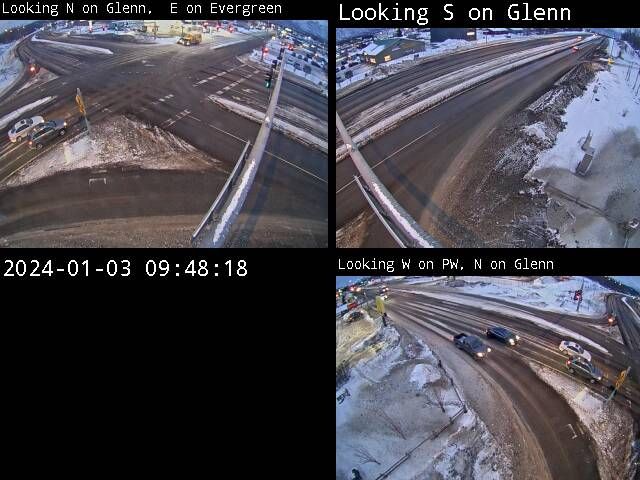 Looking N on Glenn,  E on Evergreen
Looking S on Glenn
2024-01-03 09:48:18
Looking W on PW, N on Glenn